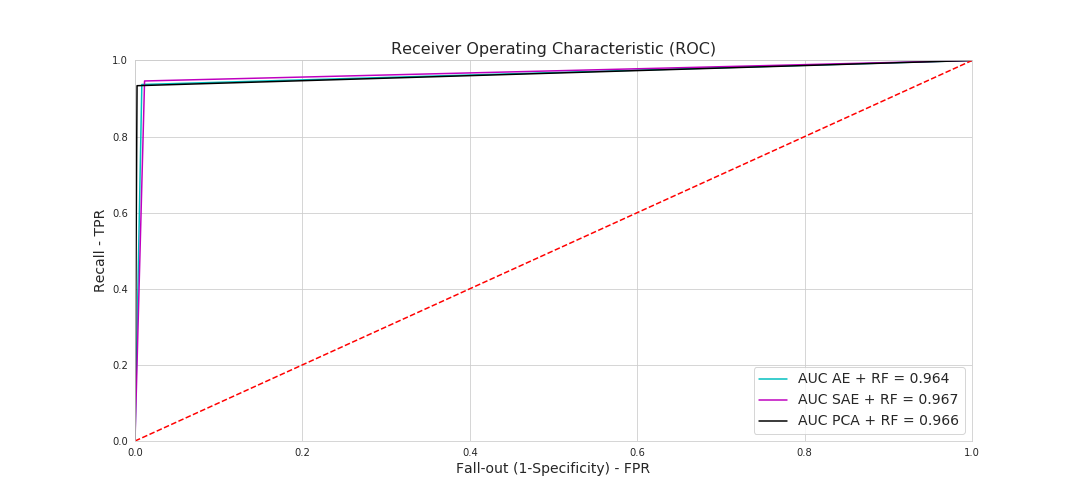 Receiver Operating Characteristic (ROC)
1.0
0.8
0.6
0.4
0.2
0.0
Recall - TPR
0.0 0.2 0.4 0.6 0.8 1.0
Fall-out (1-Specificity) - FPR
AUC AE + RF = 0.964
AUC SAE + RF = 0.967
AUC PCA + RF = 0.966